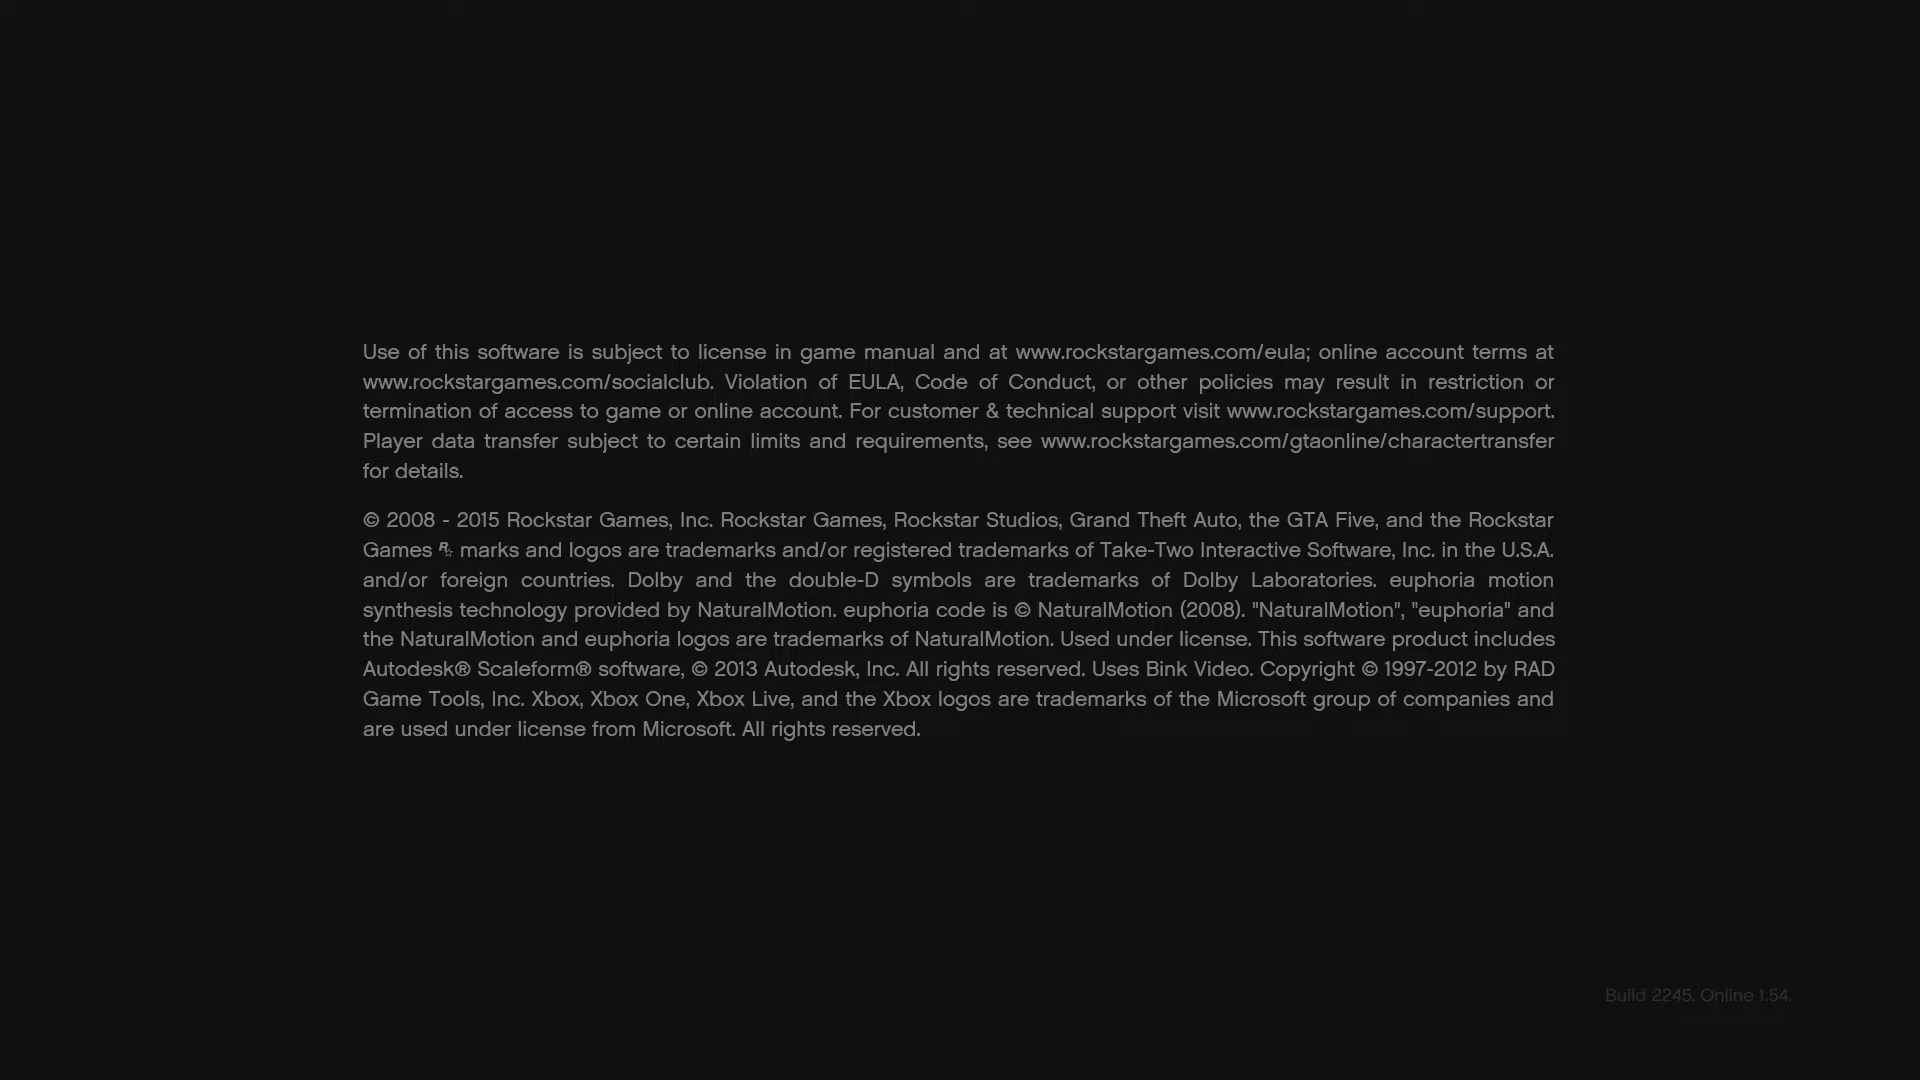 Use of this software is subject to license in game manual and at www.rockstargames.com/eula; online account terms at
www.rockstargames.com/socialclub. Violation of EULA, Code of Conduct, or other policies may result in restriction or
termination of access to game or online account. For customer & technical support visit www.rockstargames.com/support.
Player data transfer subject to certain limits and requirements, see www.rockstargames.com/gtaonline/charactertransfer
for details.
© 2008 - 2015 Rockstar Games, Inc. Rockstar Games, Rockstar Studios, Grand Theft Auto, the GTA Five, and the Rockstar
Games R* marks and logos are trademarks and/or registered trademarks of Take-Two Interactive Software, Inc. in the U.S.A.
and/or foreign countries. Dolby and the double-D symbols are trademarks of Dolby Laboratories. euphoria motion
synthesis technology provided by NaturalMotion. euphoria code is © NaturalMotion (2008). "NaturalMotion", "euphoria" and
the NaturalMotion and euphoria logos are trademarks of NaturalMotion. Used under license. This software product includes
Autodesk® Scaleform® software, © 2013 Autodesk, Inc. All rights reserved. Uses Bink Video. Copyright © 1997-2012 by RAD
Game Tools, Inc. Xbox, Xbox One, Xbox Live, and the Xbox logos are trademarks of the Microsoft group of companies and
are used under license from Microsoft. All rights reserved.
Build 2245. Online 1.54.